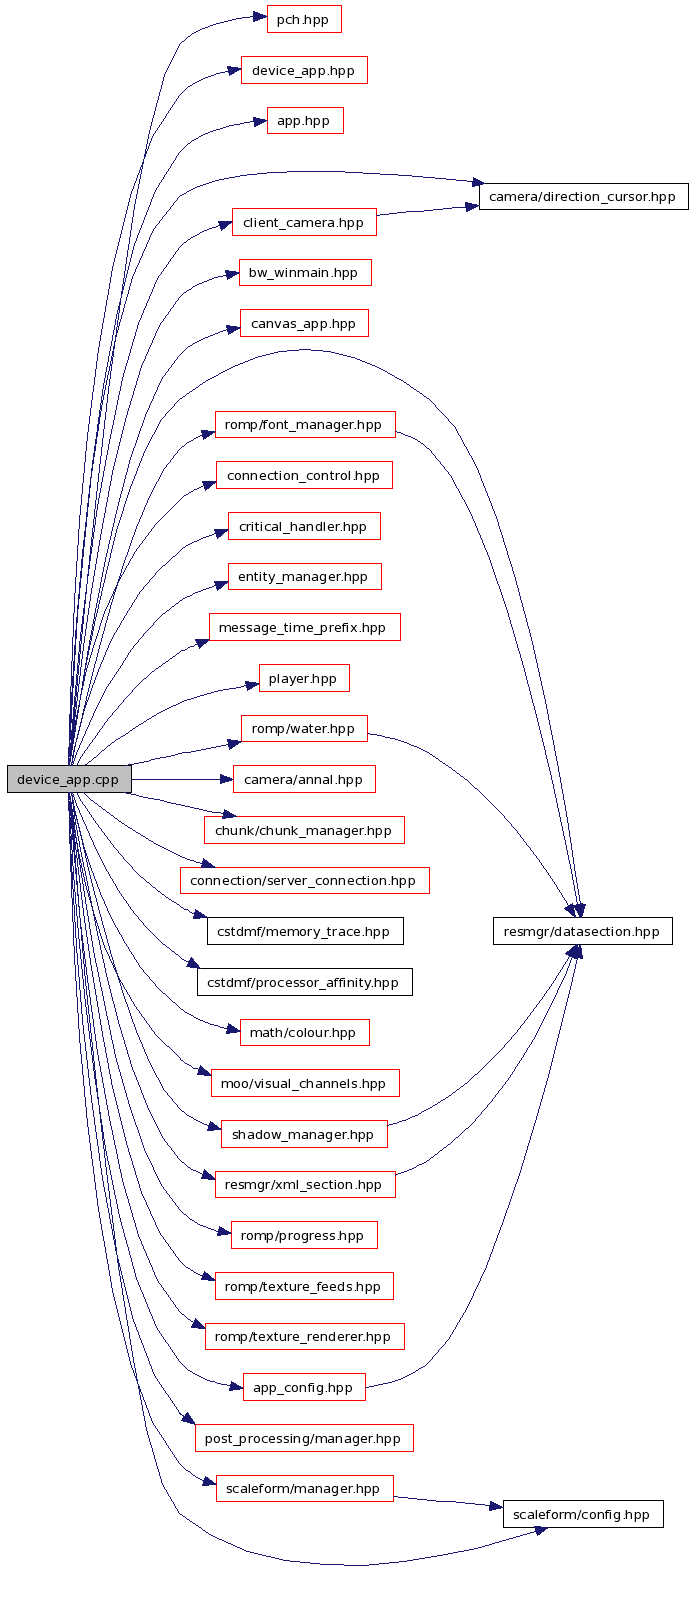 pch.hpp
device_app.hpp
app.hpp
camera/direction_cursor.hpp
client_camera.hpp
bw_winmain.hpp
canvas_app.hpp
romp/font_manager.hpp
connection_control.hpp
critical_handler.hpp
entity_manager.hpp
message_time_prefix.hpp
player.hpp
romp/water.hpp
device_app.cpp
camera/annal.hpp
chunk/chunk_manager.hpp
connection/server_connection.hpp
cstdmf/memory_trace.hpp
resmgr/datasection.hpp
cstdmf/processor_affinity.hpp
math/colour.hpp
moo/visual_channels.hpp
shadow_manager.hpp
resmgr/xml_section.hpp
romp/progress.hpp
romp/texture_feeds.hpp
romp/texture_renderer.hpp
app_config.hpp
post_processing/manager.hpp
scaleform/manager.hpp
scaleform/config.hpp